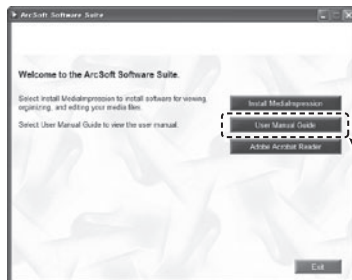 ArcSoft Software Suite
Welcome to the ArcSoft Software Suite.
Select Install MediaImpression to install software for viewing,
organizing, and editing your media files.
Select User Manual Guide to view the user manual.
Install MediaImpression
User Manual Guide
Adobe Acrobat Reader
Exit